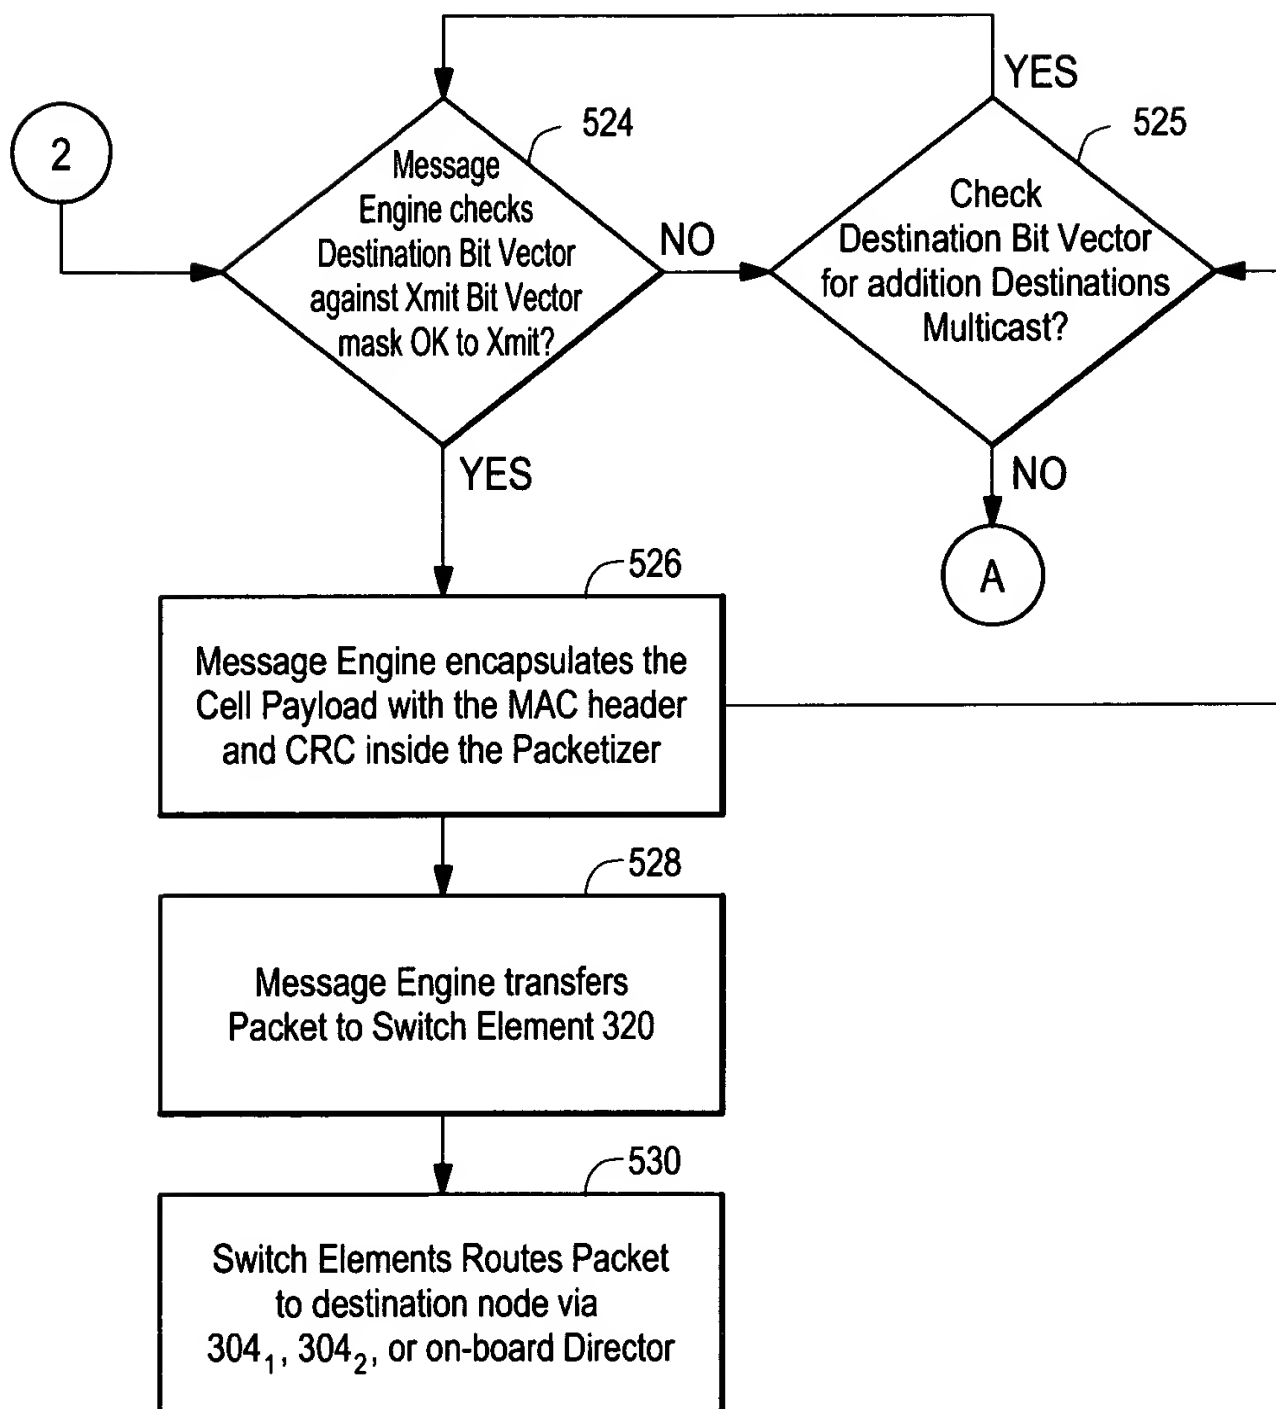 YES
524
525
2
Message
Engine checks
Destination Bit Vector
against Xmit Bit Vector
mask OK to Xmit?
NO
Check
Destination Bit Vector
for addition Destinations
Multicast?
YES
NO
A
526
Message Engine encapsulates the
Cell Payload with the MAC header
and CRC inside the Packetizer
528
Message Engine transfers
Packet to Switch Element 320
530
Switch Elements Routes Packet
to destination node via
304₁, 304₂, or on-board Director